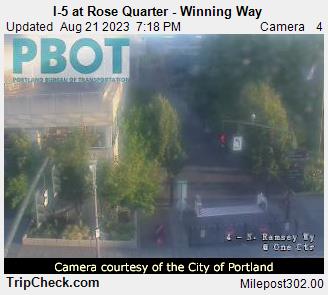 I-5 at Rose Quarter - Winning Way
Updated Aug 21 2023 7:18 PM Camera 4
PBOT
PORTLAND BUREAU OF TRANSPORTATION
4 - N. Ramsey Wy
@ One Ctr
Camera courtesy of the City of Portland
TripCheck.com Milepost302.00